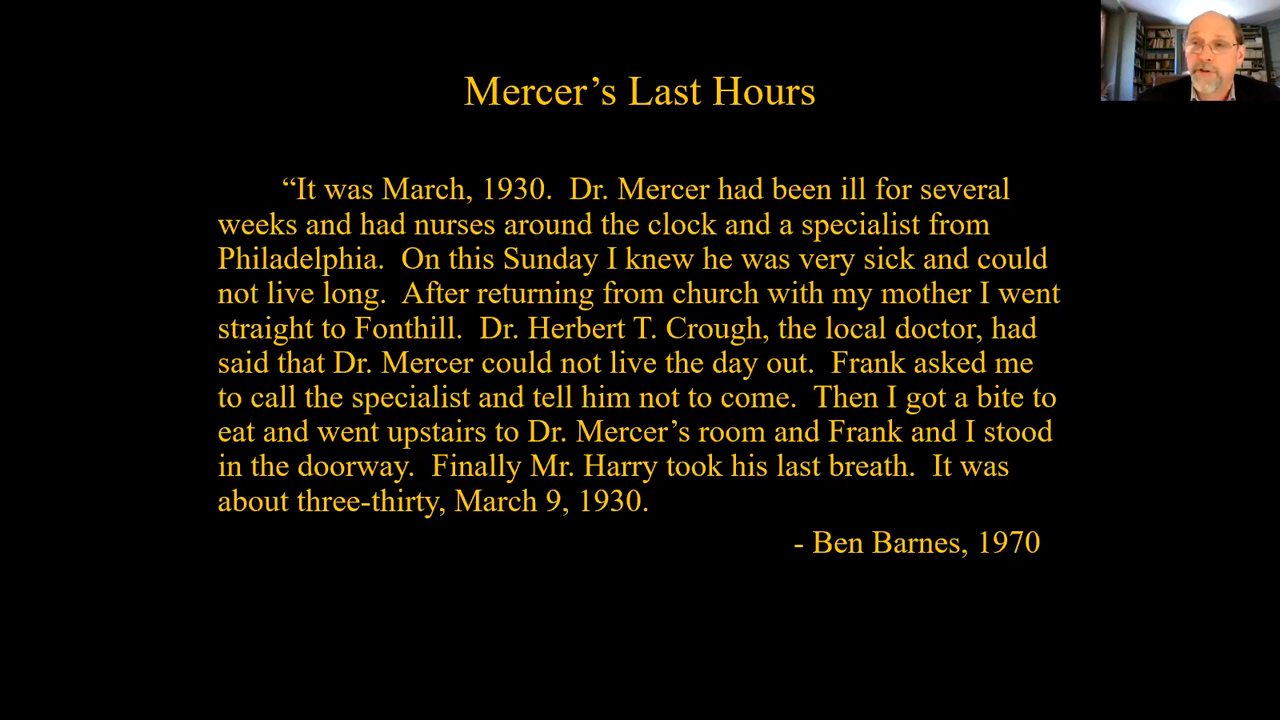 Mercer’s Last Hours
“It was March, 1930.  Dr. Mercer had been ill for several
weeks and had nurses around the clock and a specialist from
Philadelphia.  On this Sunday I knew he was very sick and could
not live long.  After returning from church with my mother I went
straight to Fonthill.  Dr. Herbert T. Crough, the local doctor, had
said that Dr. Mercer could not live the day out.  Frank asked me
to call the specialist and tell him not to come.  Then I got a bite to
eat and went upstairs to Dr. Mercer’s room and Frank and I stood
in the doorway.  Finally Mr. Harry took his last breath.  It was
about three-thirty, March 9, 1930.
- Ben Barnes, 1970